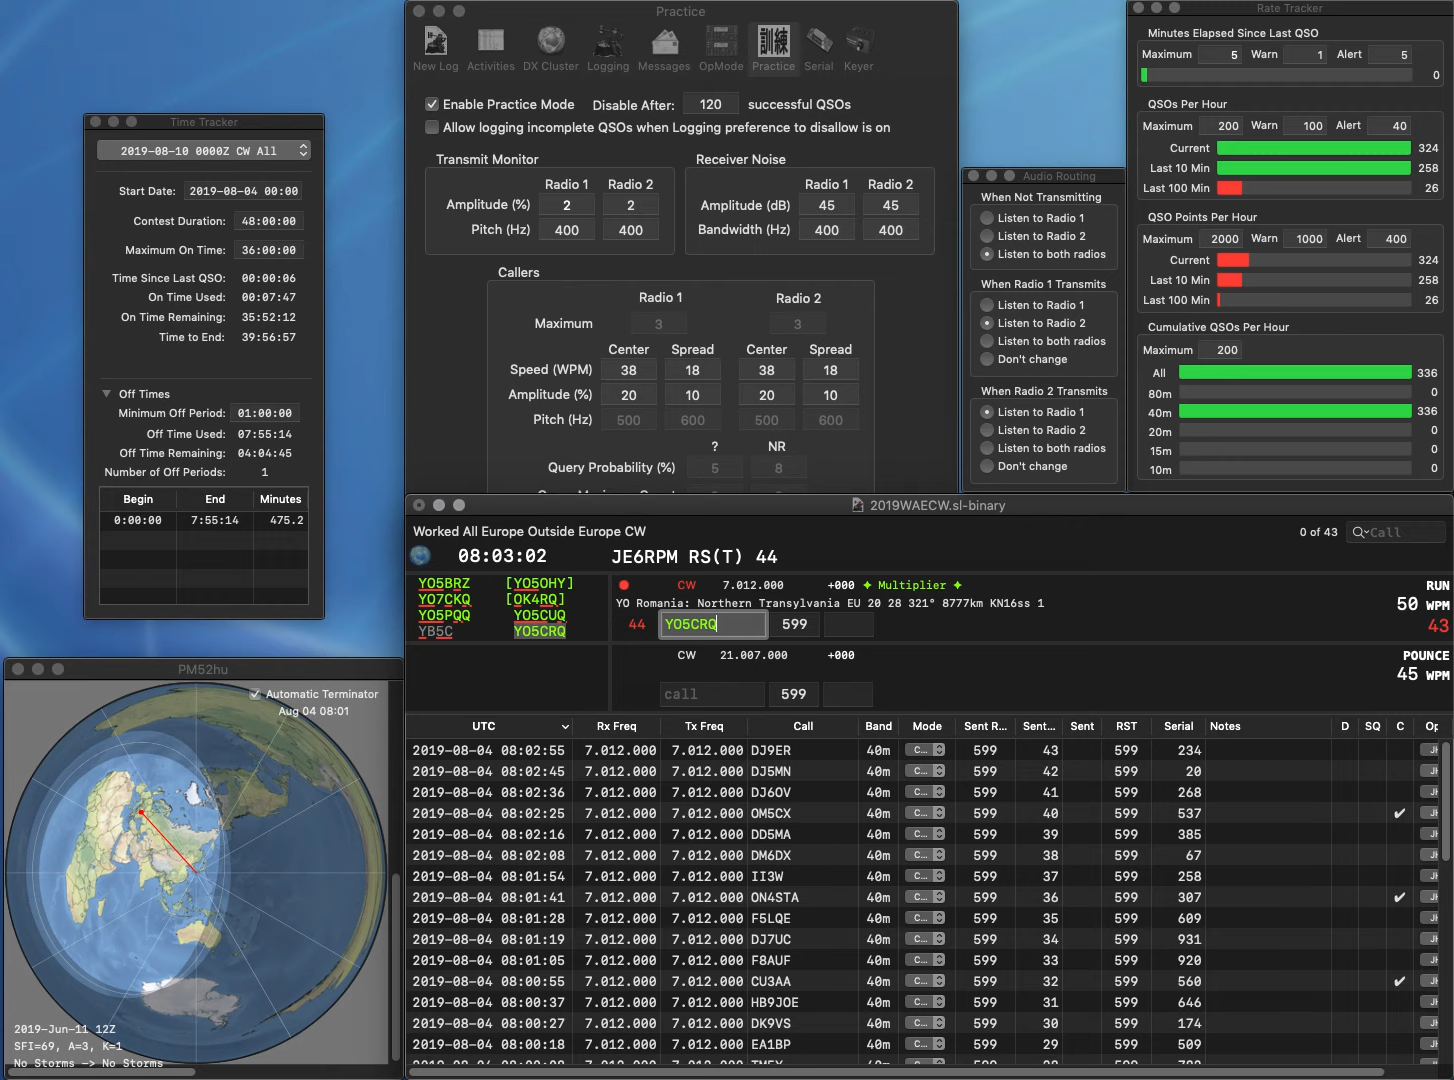 Practice
New Log Activities DX Cluster Logging Messages OpMode Practice Serial Keyer
訓練
Enable Practice Mode Disable After: 120 successful QSOs
Allow logging incomplete QSOs when Logging preference to disallow is on
Transmit Monitor
Radio 1 Radio 2
Amplitude (%) 2 2
Pitch (Hz) 400 400
Receiver Noise
Radio 1 Radio 2
Amplitude (dB) 45 45
Bandwidth (Hz) 400 400
Callers
Radio 1 Radio 2
Maximum 3 3
Center Spread Center Spread
Speed (WPM) 38 18 38 18
Amplitude (%) 20 10 20 10
Pitch (Hz) 500 600 500 600
? NR
Query Probability (%) 5 8
Time Tracker
2019-08-10 0000Z CW All
Start Date: 2019-08-04 00:00
Contest Duration: 48:00:00
Maximum On Time: 36:00:00
Time Since Last QSO: 00:00:06
On Time Used: 00:07:47
On Time Remaining: 35:52:12
Time to End: 39:56:57
Off Times
Minimum Off Period: 01:00:00
Off Time Used: 07:55:14
Off Time Remaining: 04:04:45
Number of Off Periods: 1
Begin End Minutes
0:00:00 7:55:14 475.2
Audio Routing
When Not Transmitting
Listen to Radio 1
Listen to Radio 2
Listen to both radios
When Radio 1 Transmits
Listen to Radio 1
Listen to Radio 2
Listen to both radios
Don't change
When Radio 2 Transmits
Listen to Radio 1
Listen to Radio 2
Listen to both radios
Don't change
Rate Tracker
Minutes Elapsed Since Last QSO
Maximum 5 Warn 1 Alert 5
0
QSOs Per Hour
Maximum 200 Warn 100 Alert 40
Current 324
Last 10 Min 258
Last 100 Min 26
QSO Points Per Hour
Maximum 2000 Warn 1000 Alert 400
Current 324
Last 10 Min 258
Last 100 Min 26
Cumulative QSOs Per Hour
Maximum 200
All 336
80m 0
40m 336
20m 0
15m 0
10m 0
PM52hu
Automatic Terminator
Aug 04 08:01
2019-Jun-11 12Z
SFI=69, A=3, K=1
No Storms —> No Storms
2019WAECW.sl-binary
Worked All Europe Outside Europe CW 0 of 43 Call
08:03:02 JE6RPM RS(T) 44
YO5BRZ [YO5OHY]
YO7CKQ [OK4RQ]
YO5PQQ YO5CUQ
YB5C YO5CRQ
CW 7.012.000 +000 ✦ Multiplier ✦ RUN
YO Romania: Northern Transylvania EU 20 28 321° 8777km KN16ss 1 50 WPM
44 YO5CRQ 599 43
CW 21.007.000 +000 POUNCE
45 WPM
call 599
UTC Rx Freq Tx Freq Call Band Mode Sent R... Sent... Sent RST Serial Notes D SQ C Op
2019-08-04 08:02:55 7.012.000 7.012.000 DJ9ER 40m C... 599 43 599 234
2019-08-04 08:02:45 7.012.000 7.012.000 DJ5MN 40m C... 599 42 599 20
2019-08-04 08:02:36 7.012.000 7.012.000 DJ6OV 40m C... 599 41 599 268
2019-08-04 08:02:25 7.012.000 7.012.000 OM5CX 40m C... 599 40 599 537 ✔
2019-08-04 08:02:16 7.012.000 7.012.000 DD5MA 40m C... 599 39 599 385
2019-08-04 08:02:08 7.012.000 7.012.000 DM6DX 40m C... 599 38 599 67
2019-08-04 08:01:54 7.012.000 7.012.000 II3W 40m C... 599 37 599 258
2019-08-04 08:01:41 7.012.000 7.012.000 ON4STA 40m C... 599 36 599 307 ✔
2019-08-04 08:01:28 7.012.000 7.012.000 F5LQE 40m C... 599 35 599 609
2019-08-04 08:01:19 7.012.000 7.012.000 DJ7UC 40m C... 599 34 599 931
2019-08-04 08:01:05 7.012.000 7.012.000 F8AUF 40m C... 599 33 599 920
2019-08-04 08:00:55 7.012.000 7.012.000 CU3AA 40m C... 599 32 599 560 ✔
2019-08-04 08:00:37 7.012.000 7.012.000 HB9JOE 40m C... 599 31 599 646
2019-08-04 08:00:27 7.012.000 7.012.000 DK9VS 40m C... 599 30 599 174
2019-08-04 08:00:18 7.012.000 7.012.000 EA1BP 40m C... 599 29 599 509